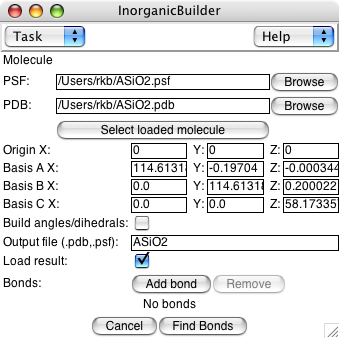 InorganicBuilder
Task Help
Molecule
PSF: /Users/rkb/ASiO2.psf Browse
PDB: /Users/rkb/ASiO2.pdb Browse
Select loaded molecule
Origin X: 0 Y: 0 Z: 0
Basis A X: 114.61318 Y: -0.19704 Z: -0.000344
Basis B X: 0.0 Y: 114.61318 Z: 0.200022
Basis C X: 0.0 Y: 0.0 Z: 58.17335
Build angles/dihedrals:
Output file (.pdb,.psf): ASiO2
Load result:
Bonds: Add bond Remove
No bonds
Cancel Find Bonds